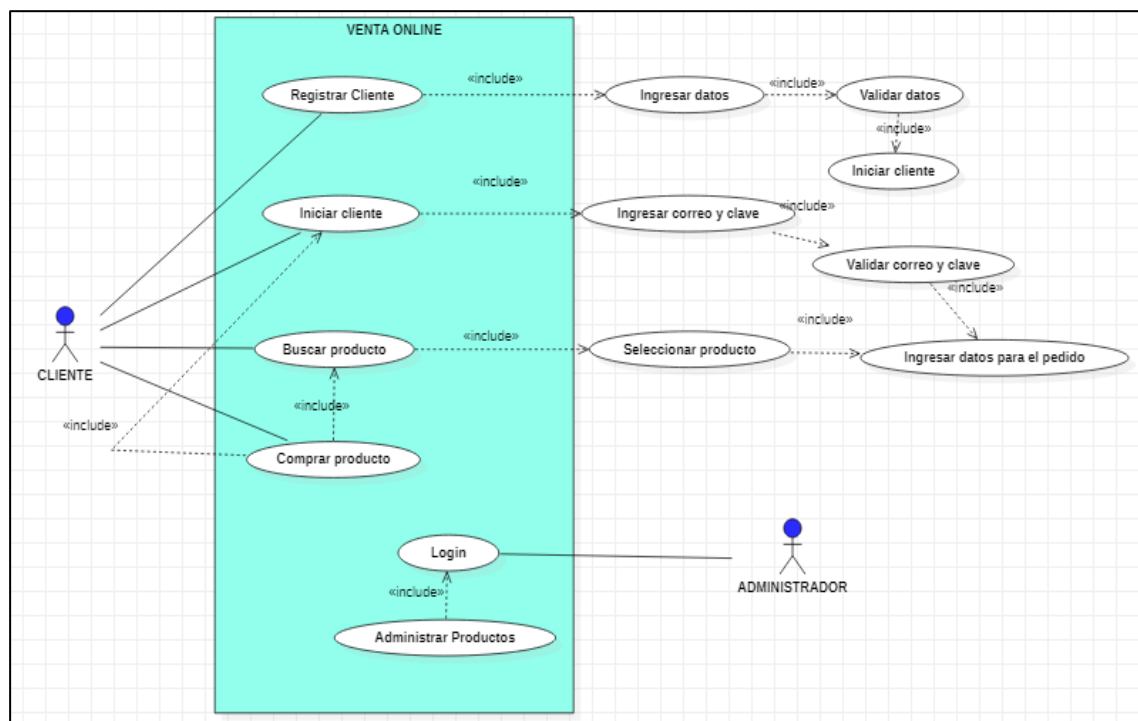 VENTA ONLINE
Registrar Cliente
«include»
Ingresar datos
«include»
Validar datos
«include»
Iniciar cliente
Iniciar cliente
«include»
Ingresar correo y clave
«include»
Validar correo y clave
«include»
CLIENTE
Buscar producto
«include»
Seleccionar producto
«include»
Ingresar datos para el pedido
«include»
«include»
Comprar producto
Login
ADMINISTRADOR
«include»
Administrar Productos